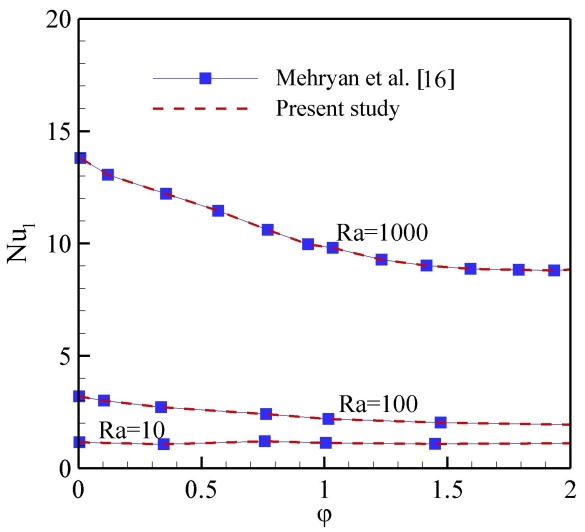 20
Mehryan et al. [16]
Present study
15
Ra=1000
10
Nu1
5
Ra=100
Ra=10
0
0 0.5 1 1.5 2
φ